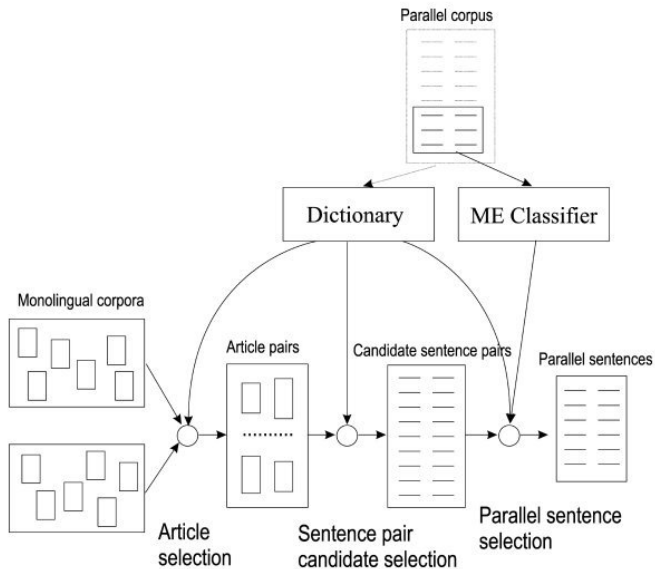 Parallel corpus
Dictionary
ME Classifier
Monolingual corpora
Article pairs
Candidate sentence pairs
Parallel sentences
Article
selection
Sentence pair
candidate selection
Parallel sentence
selection